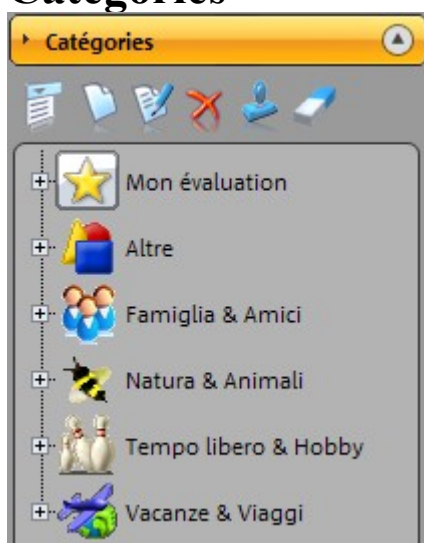 Catégories
Catégories
Mon évaluation
Altre
Famiglia & Amici
Natura & Animali
Tempo libero & Hobby
Vacanze & Viaggi